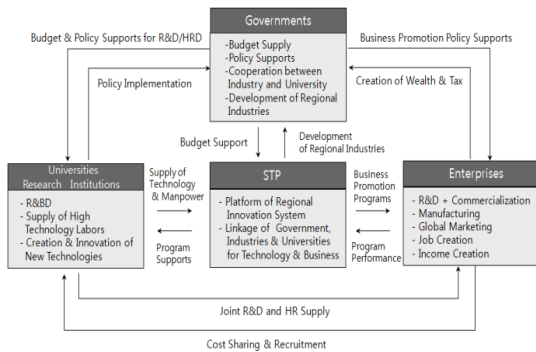 Governments
Budget & Policy Supports for R&D/HRD
Business Promotion Policy Supports
-Budget Supply
-Policy Supports
-Cooperation between
Industry and University
-Development of Regional
Industries
Policy Implementation
Creation of Wealth & Tax
Budget Support
Development
of Regional Industries
Universities
Research Institutions
- R&BD
- Supply of High
Technology Labors
- Creation & Innovation of
New Technologies
Supply of
Technology
& Manpower
Program
Supports
STP
- Platform of Regional
Innovation System
- Linkage of Government,
Industries & Universities
for Technology & Business
Business
Promotion
Programs
Program
Performance
Enterprises
- R&D + Commercialization
- Manufacturing
- Global Marketing
- Job Creation
- Income Creation
Joint R&D and HR Supply
Cost Sharing & Recruitment